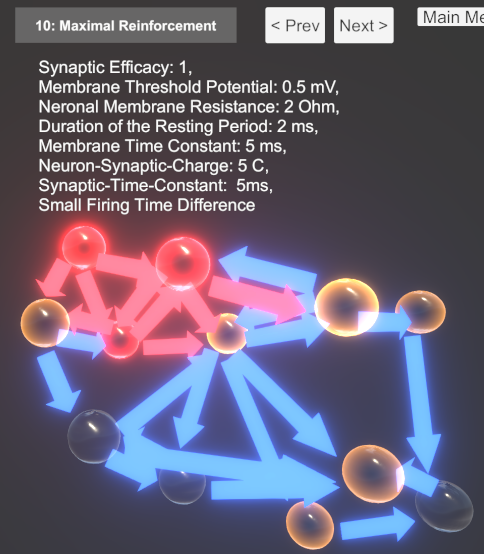 10: Maximal Reinforcement
< Prev
Next >
Main Me
Synaptic Efficacy: 1,
Membrane Threshold Potential: 0.5 mV,
Neronal Membrane Resistance: 2 Ohm,
Duration of the Resting Period: 2 ms,
Membrane Time Constant: 5 ms,
Neuron-Synaptic-Charge: 5 C,
Synaptic-Time-Constant:  5ms,
Small Firing Time Difference